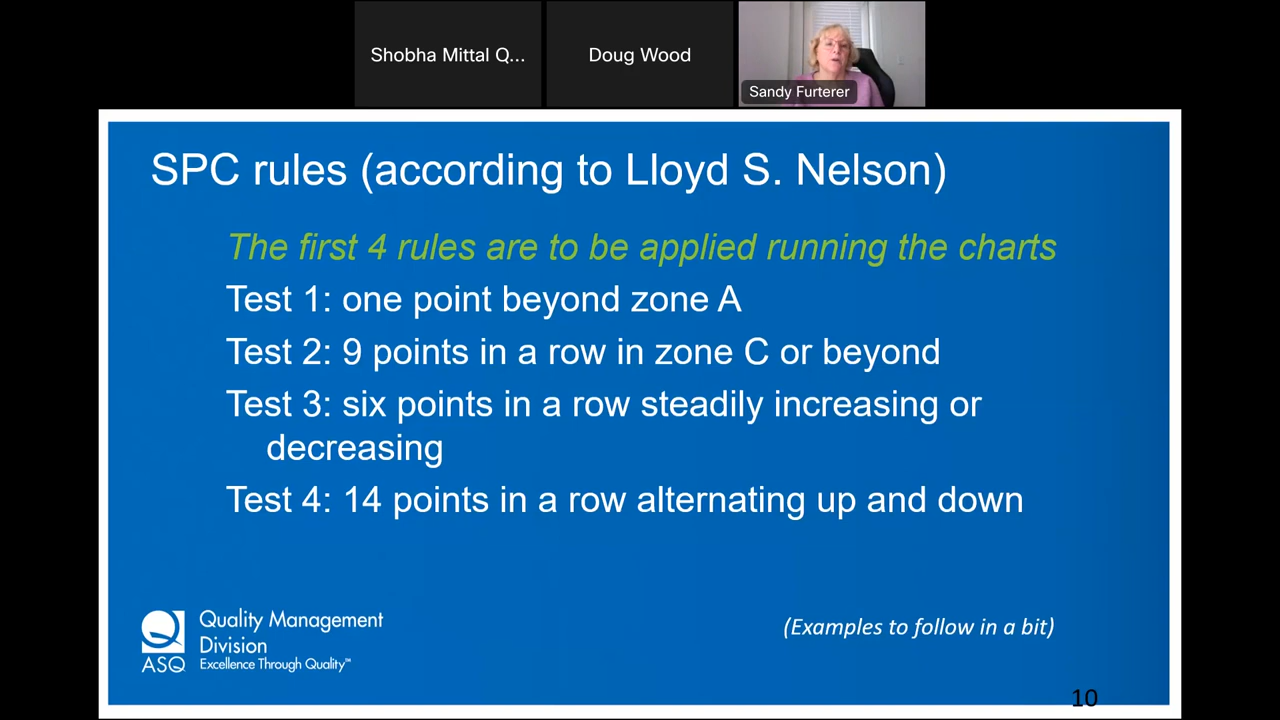 Shobha Mittal Q...
Doug Wood
Sandy Furterer
SPC rules (according to Lloyd S. Nelson)
The first 4 rules are to be applied running the charts
Test 1: one point beyond zone A
Test 2: 9 points in a row in zone C or beyond
Test 3: six points in a row steadily increasing or
decreasing
Test 4: 14 points in a row alternating up and down
Quality Management
Division
Excellence Through Quality™
ASQ
(Examples to follow in a bit)
10